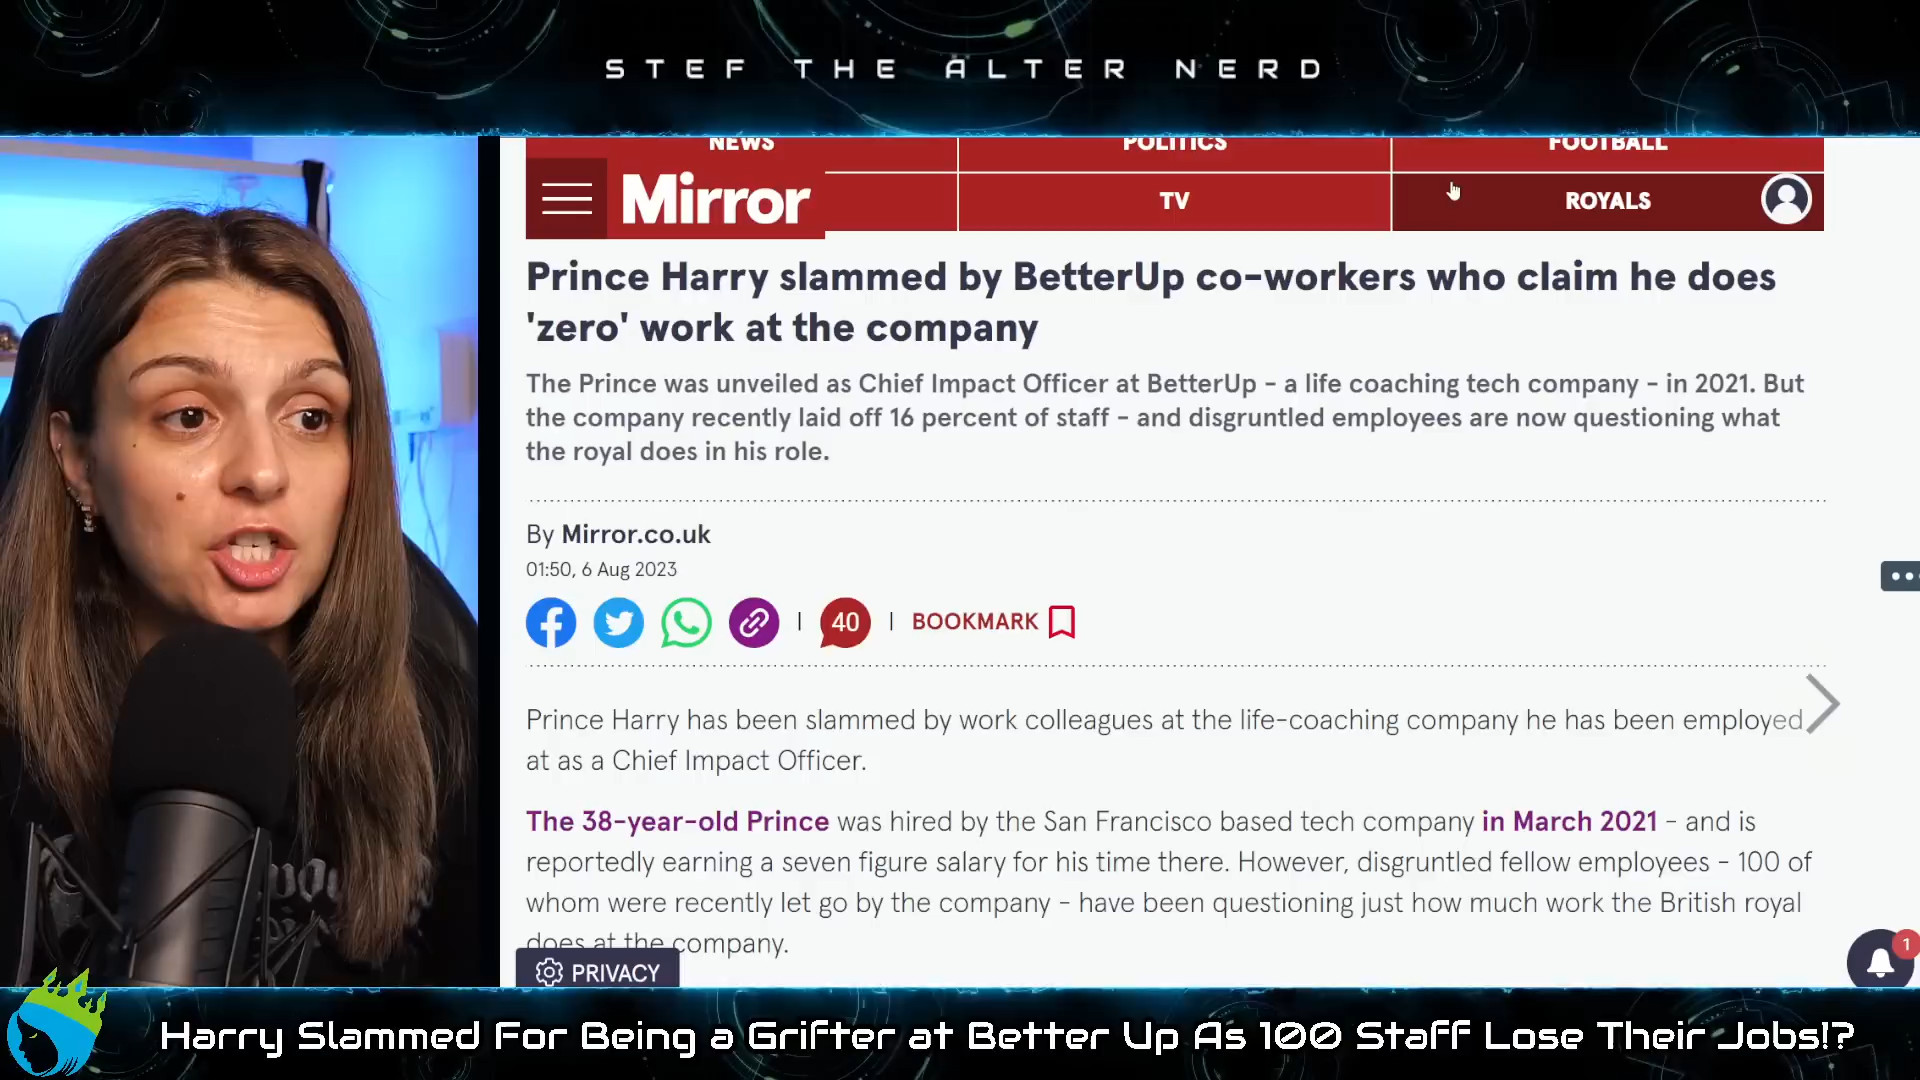 STEF THE ALTER NERD
NEWS
POLITICS
FOOTBALL
Mirror
TV
ROYALS
Prince Harry slammed by BetterUp co-workers who claim he does
'zero' work at the company
The Prince was unveiled as Chief Impact Officer at BetterUp - a life coaching tech company - in 2021. But
the company recently laid off 16 percent of staff - and disgruntled employees are now questioning what
the royal does in his role.
By Mirror.co.uk
01:50, 6 Aug 2023
40
BOOKMARK
Prince Harry has been slammed by work colleagues at the life-coaching company he has been employed
at as a Chief Impact Officer.
The 38-year-old Prince was hired by the San Francisco based tech company in March 2021 - and is
reportedly earning a seven figure salary for his time there. However, disgruntled fellow employees - 100 of
whom were recently let go by the company - have been questioning just how much work the British royal
does at the company.
1
PRIVACY
Harry Slammed For Being a Grifter at Better Up As 100 Staff Lose Their Jobs!?